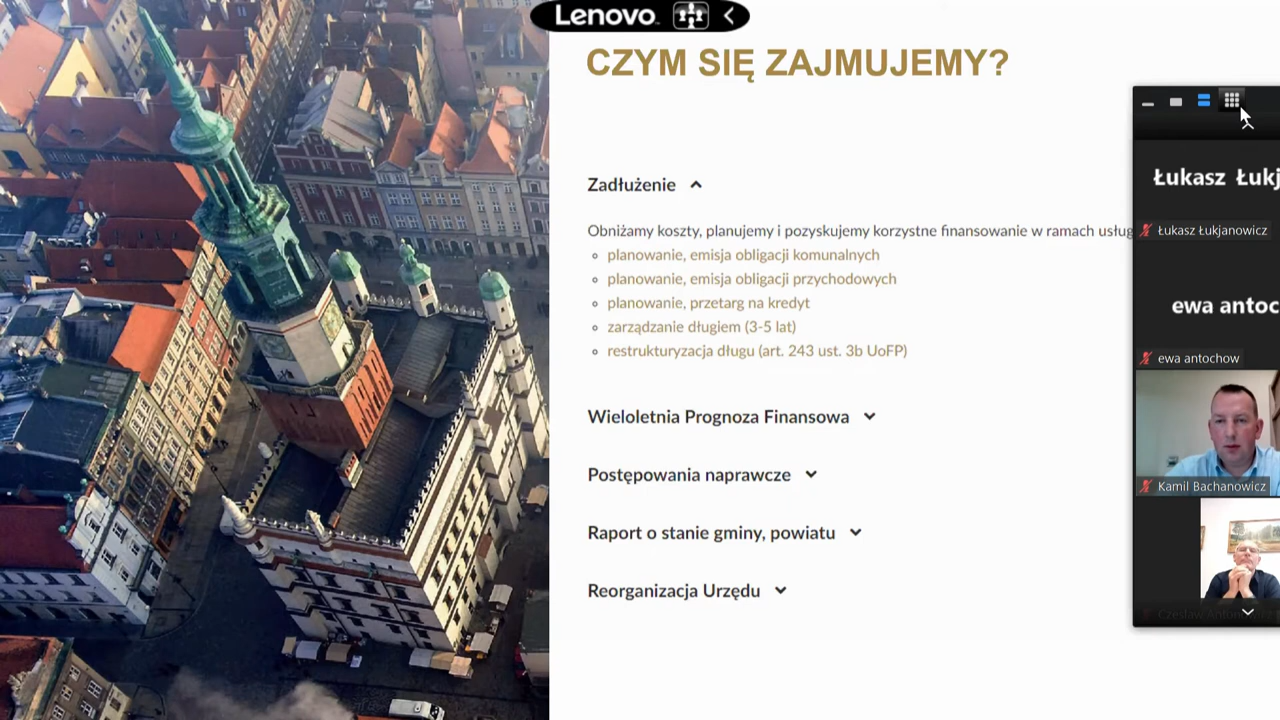 Lenovo
CZYM SIĘ ZAJMUJEMY?
Zadłużenie
Obniżamy koszty, planujemy i pozyskujemy korzystne finansowanie w ramach usług
planowanie, emisja obligacji komunalnych
planowanie, emisja obligacji przychodowych
planowanie, przetarg na kredyt
zarządzanie długiem (3-5 lat)
restrukturyzacja długu (art. 243 ust. 3b UoFP)
Wieloletnia Prognoza Finansowa
Postępowania naprawcze
Raport o stanie gminy, powiatu
Reorganizacja Urzędu
Łukasz Łukj
Łukasz Łukjanowicz
ewa antoc
ewa antochow
Kamil Bachanowicz